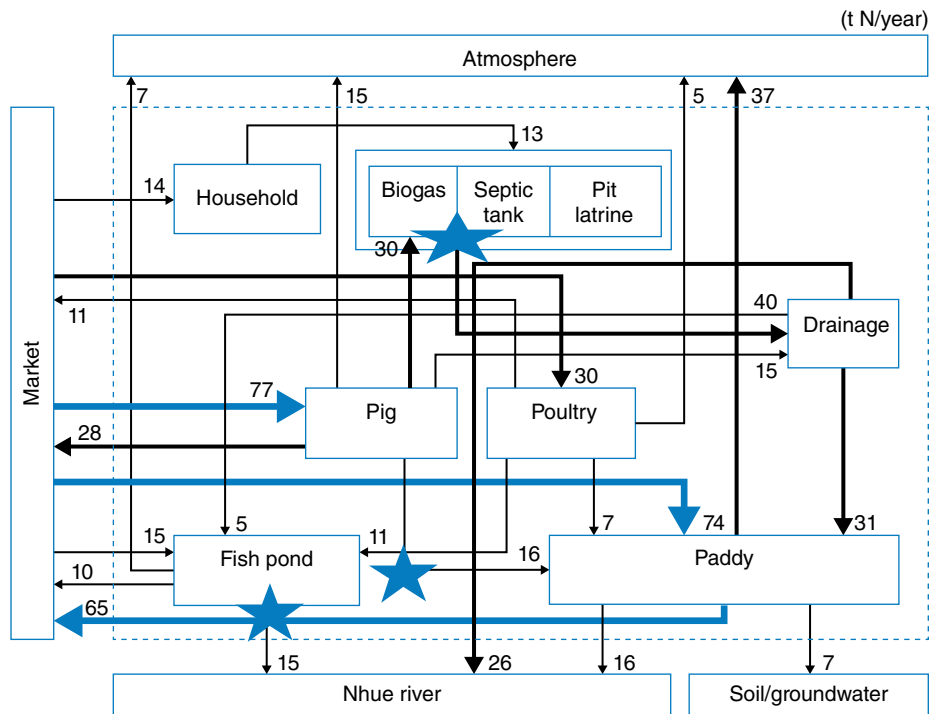 (t N/year)
Atmosphere
7
15
5
37
13
14
Household
Biogas
Septic
tank
Pit
latrine
30
11
40
Drainage
15
Market
77
30
Pig
Poultry
28
74
31
15
5
11
7
16
Fish pond
Paddy
10
65
15
26
16
7
Nhue river
Soil/groundwater